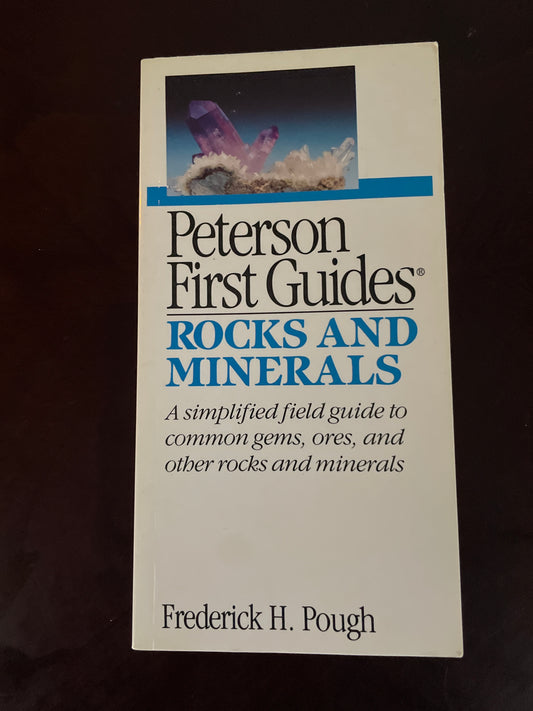 Peterson
First Guides®
ROCKS AND
MINERALS
A simplified field guide to
common gems, ores, and
other rocks and minerals
Frederick H. Pough